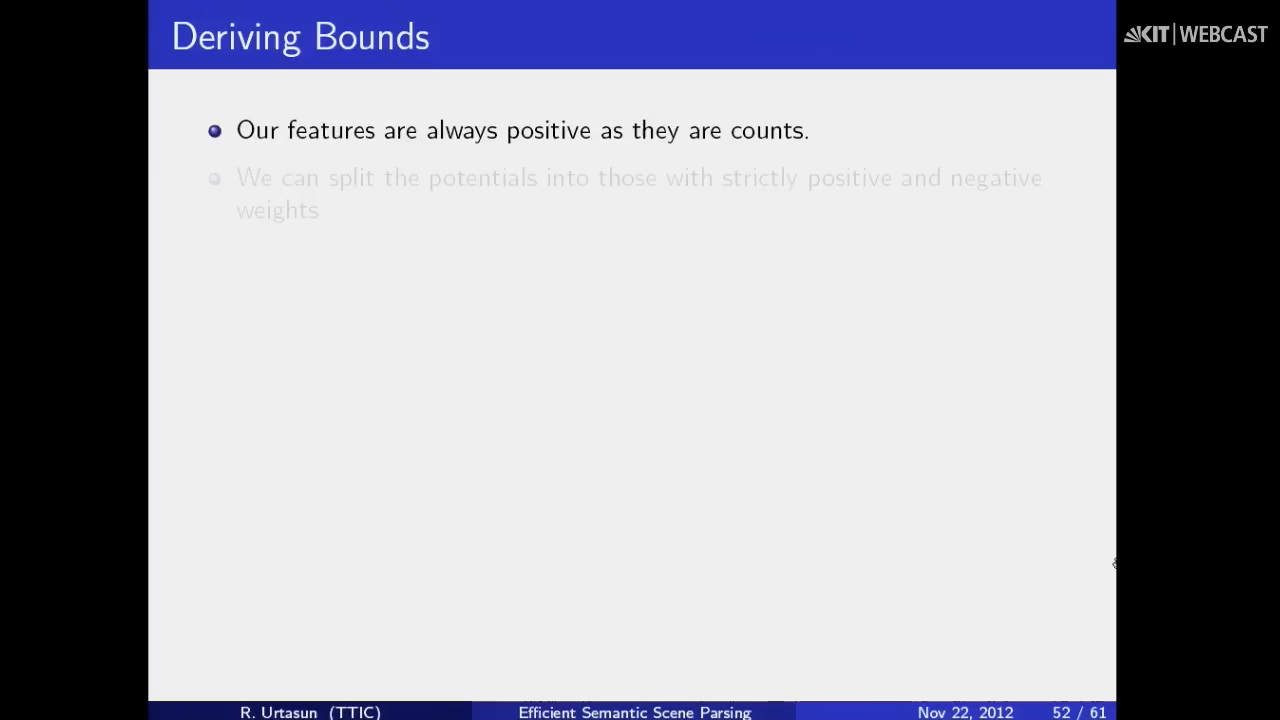 Deriving Bounds
KIT WEBCAST
Our features are always positive as they are counts.
We can split the potentials into those with strictly positive and negative
weights
R. Urtasun (TTIC)
Efficient Semantic Scene Parsing
Nov 22, 2012
52 / 61